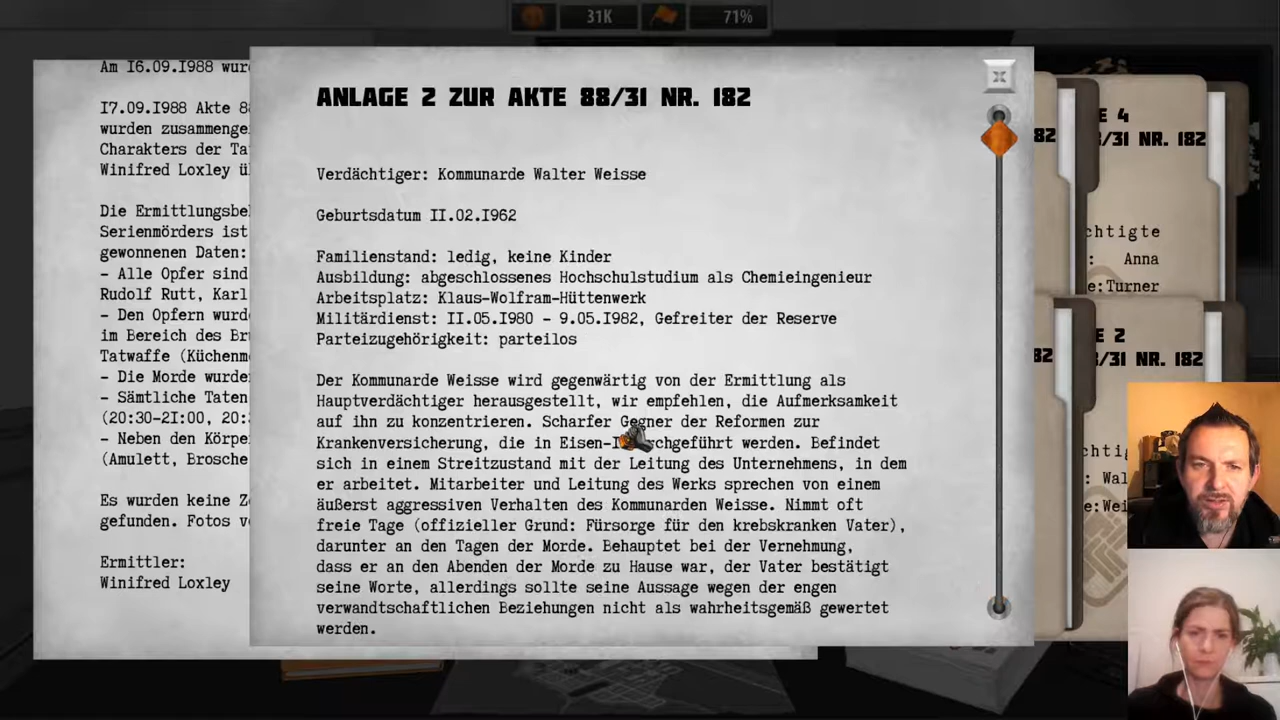 31K
71%
Am I6.09.I988 wur
I7.09.I988 Akte 8
wurden zusammenge
Charakters der Ta
Winifred Loxley ü
Die Ermittlungsbe
Serienmörders ist
gewonnenen Daten:
- Alle Opfer sind
Rudolf Rutt, Karl
- Den Opfern wurd
im Bereich des Br
Tatwaffe (Küchenm
- Die Morde wurde
- Sämtliche Taten
(20:30-2I:00, 20:
- Neben den Körpe
(Amulett, Brosche
Es wurden keine Z
gefunden. Fotos v
Ermittler:
Winifred Loxley
ANLAGE 2 ZUR AKTE 88/31 NR. 182
Verdächtiger: Kommunarde Walter Weisse
Geburtsdatum II.02.I962
Familienstand: ledig, keine Kinder
Ausbildung: abgeschlossenes Hochschulstudium als Chemieingenieur
Arbeitsplatz: Klaus-Wolfram-Hüttenwerk
Militärdienst: II.05.I980 - 9.05.I982, Gefreiter der Reserve
Parteizugehörigkeit: parteilos
Der Kommunarde Weisse wird gegenwärtig von der Ermittlung als
Hauptverdächtiger herausgestellt, wir empfehlen, die Aufmerksamkeit
auf ihn zu konzentrieren. Scharfer Gegner der Reformen zur
Krankenversicherung, die in werden. Befindet
sich in einem Streitzustand mit der Leitung des Unternehmens, in dem
er arbeitet. Mitarbeiter und Leitung des Werks sprechen von einem
äußerst aggressiven Verhalten des Kommunarden Weisse. Nimmt oft
freie Tage (offizieller Grund: Fürsorge für den krebskranken Vater),
darunter an den Tagen der Morde. Behauptet bei der Vernehmung,
dass er an den Abenden der Morde zu Hause war, der Vater bestätigt
seine Worte, allerdings sollte seine Aussage wegen der engen
verwandtschaftlichen Beziehungen nicht als wahrheitsgemäß gewertet
werden.
82
E 4
/31 NR. 182
chtigte
: Anna
e:Turner
82
E 2
/31 NR. 182
chtig
: Wal
e:Wei